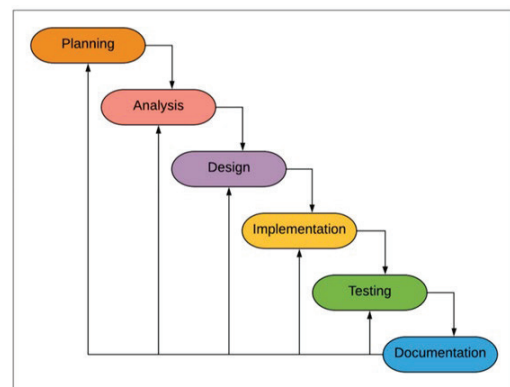 Planning
Analysis
Design
Implementation
Testing
Documentation